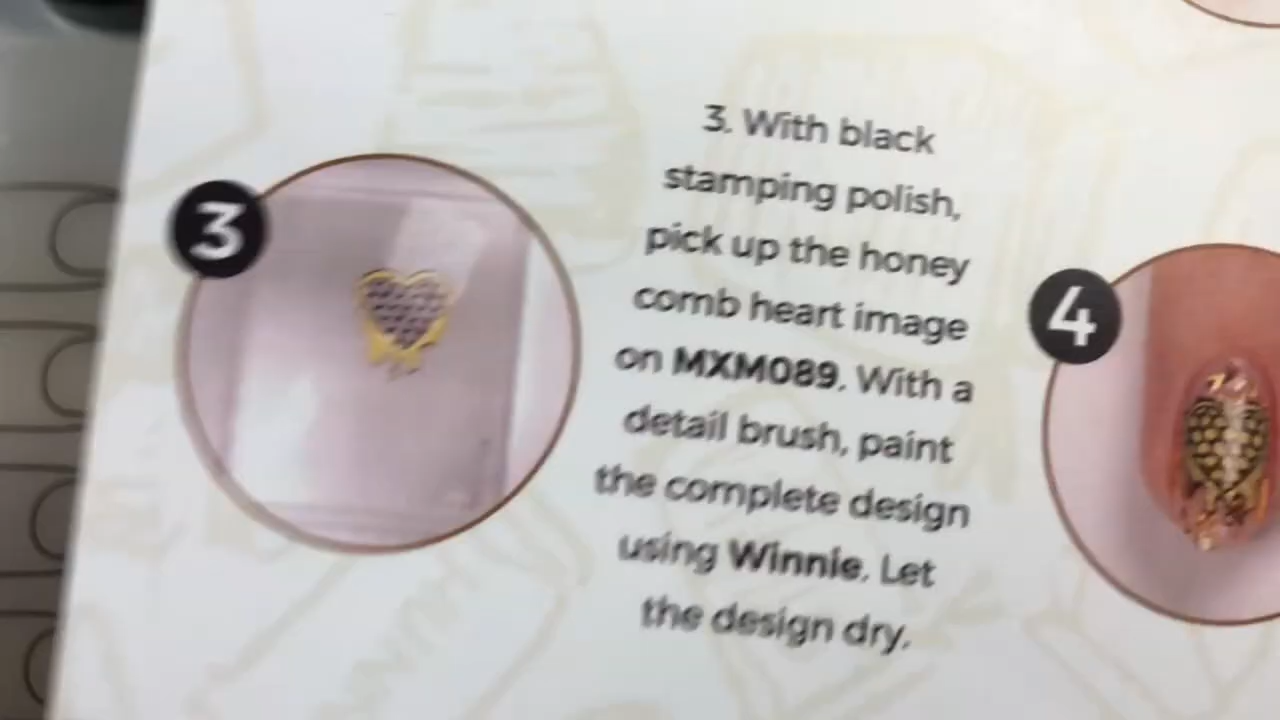 3
3. With black
stamping polish,
pick up the honey
comb heart image
on MXM089. With a
detail brush, paint
the complete design
using Winnie. Let
the design dry.
4